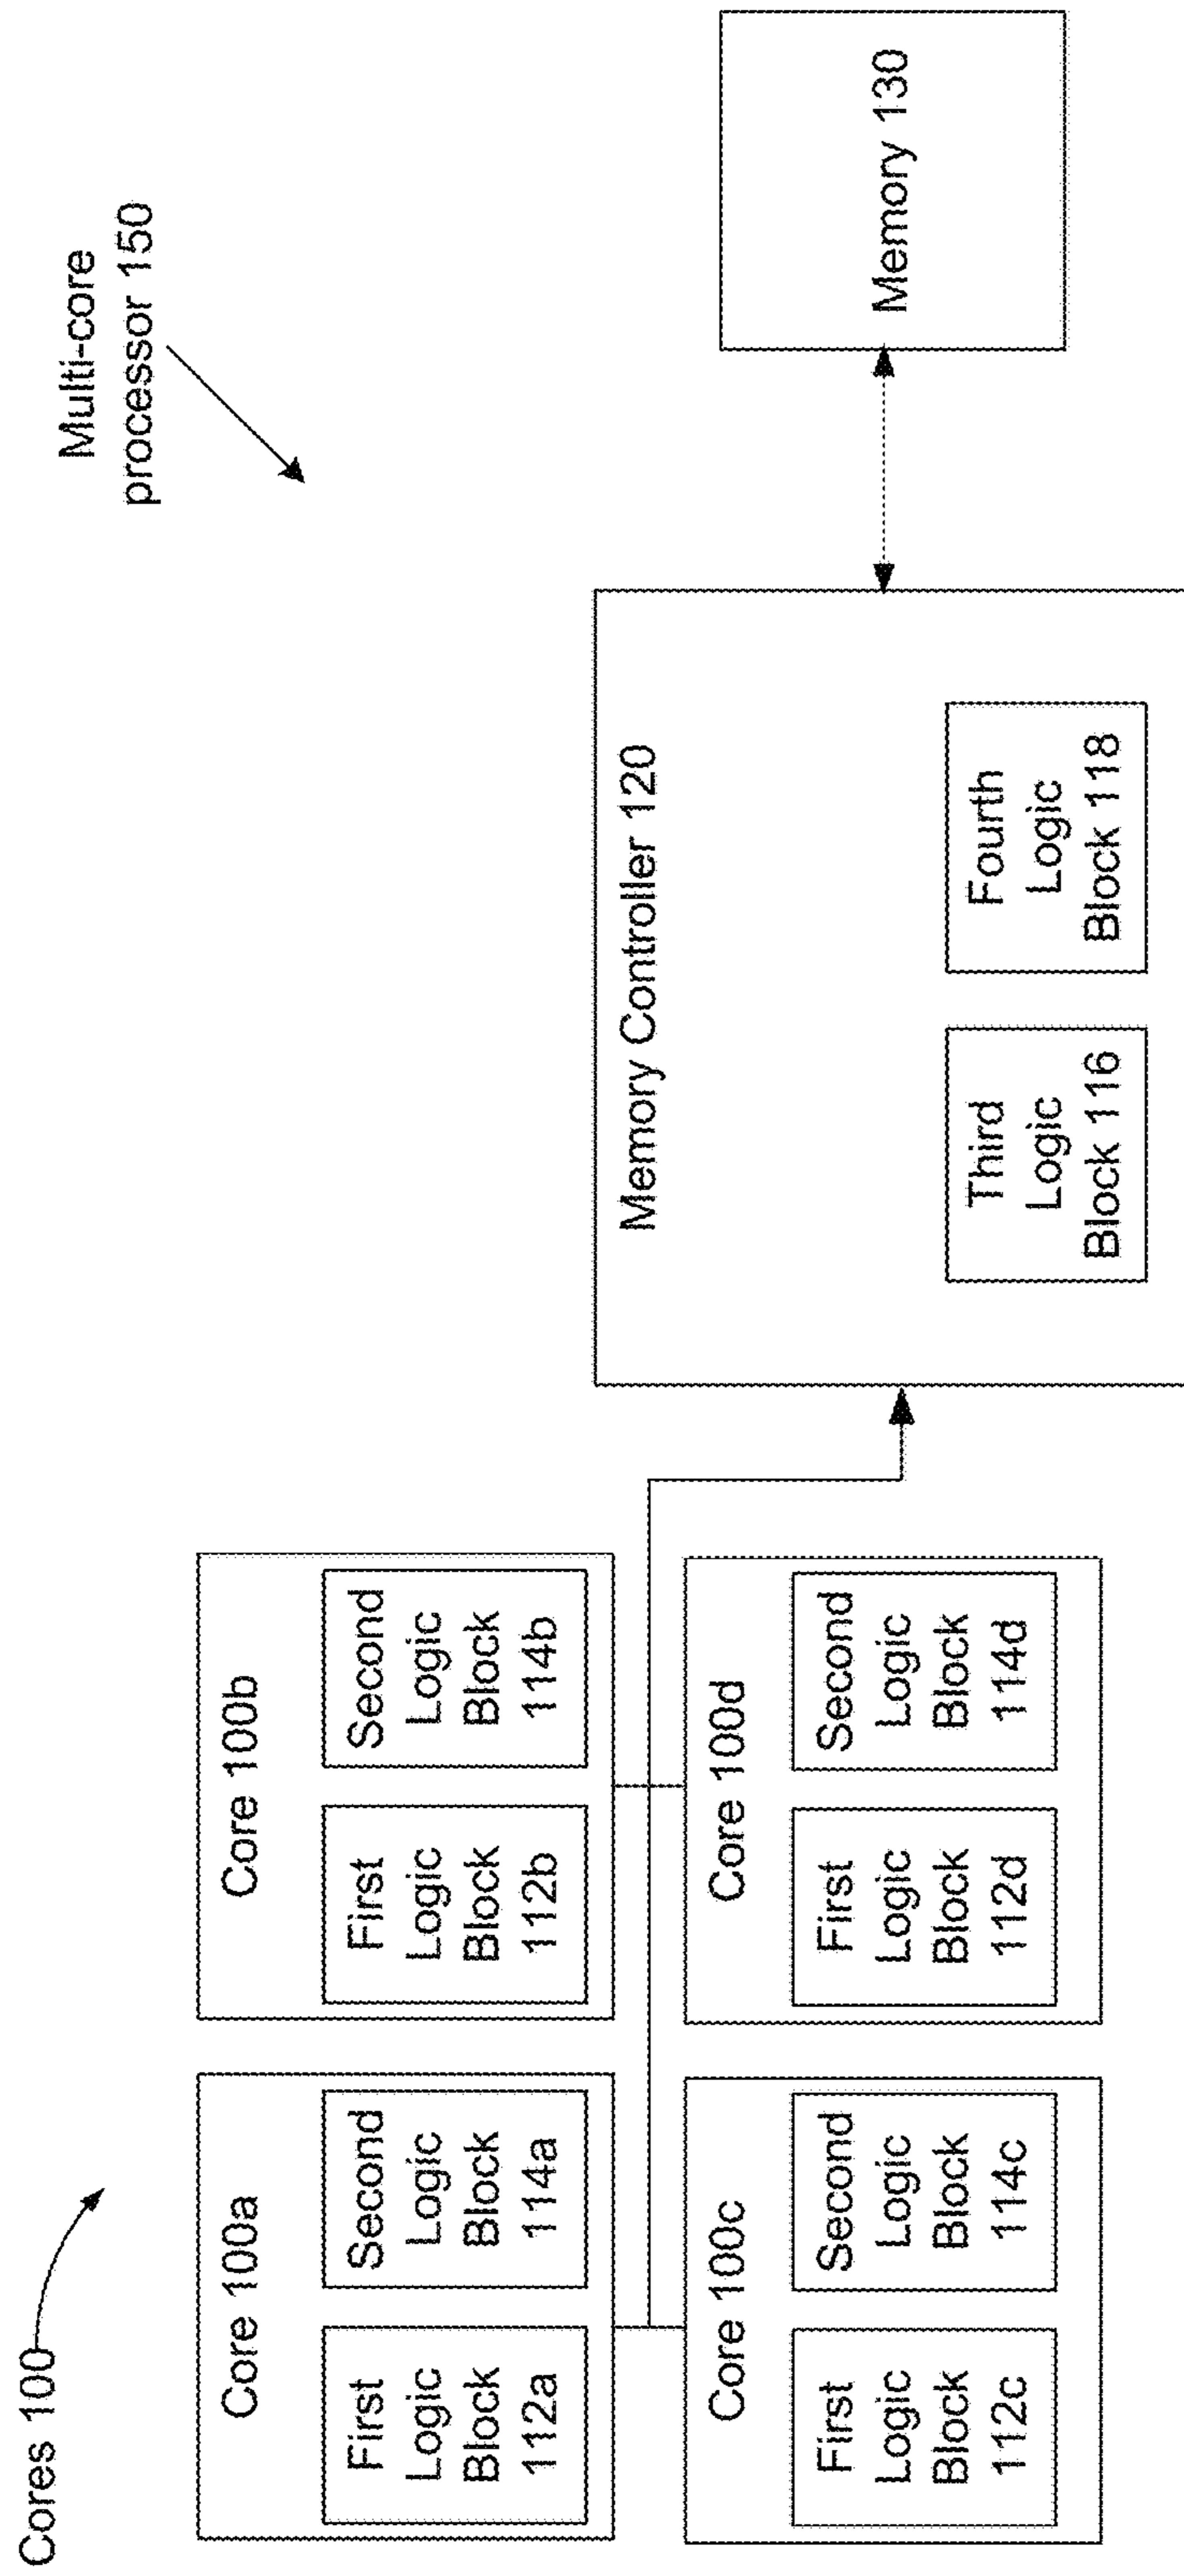 Cores 100
Multi-core
processor 150
Core 100a
First
Logic
Block
112a
Second
Logic
Block
114a
Core 100b
First
Logic
Block
112b
Second
Logic
Block
114b
Core 100c
First
Logic
Block
112c
Second
Logic
Block
114c
Core 100d
First
Logic
Block
112d
Second
Logic
Block
114d
Memory Controller 120
Third
Logic
Block 116
Fourth
Logic
Block 118
Memory 130